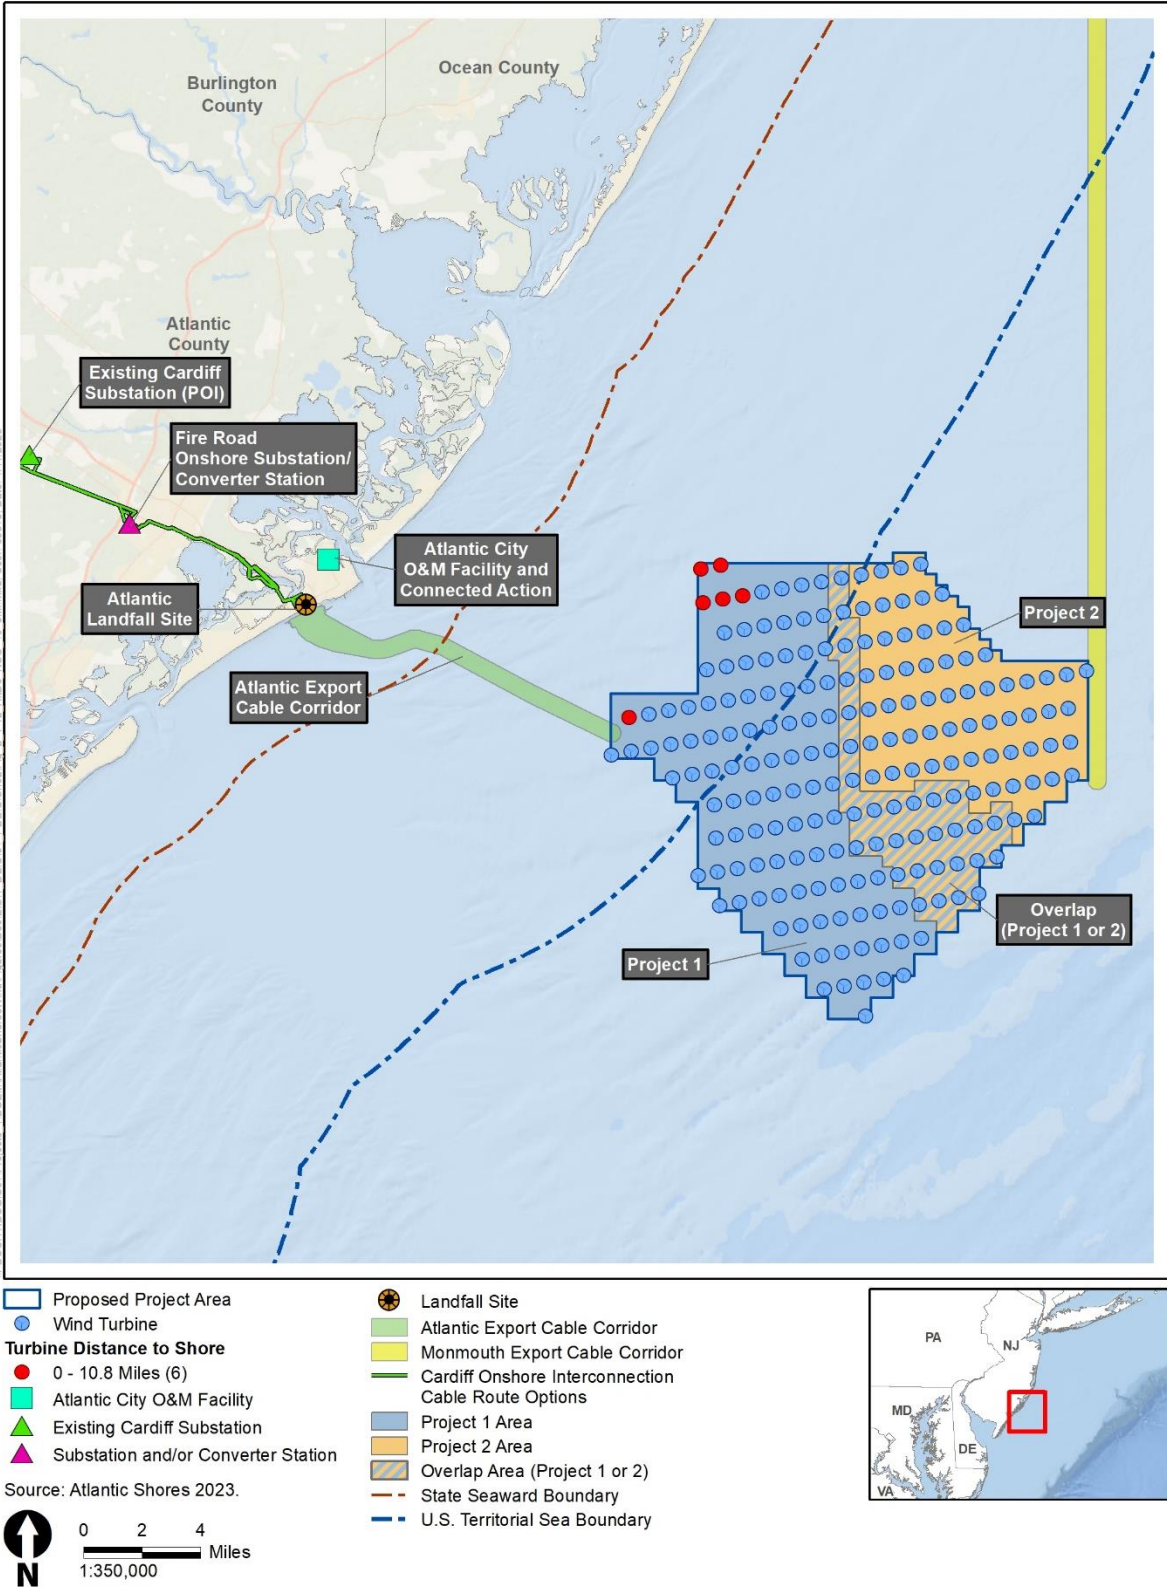 Ocean County
Burlington
County
Atlantic
County
Existing Cardiff
Substation (POI)
Fire Road
Onshore Substation/
Converter Station
Atlantic City
O&M Facility and
Connected Action
Atlantic
Landfall Site
Project 2
Atlantic Export
Cable Corridor
Overlap
(Project 1 or 2)
Project 1
Proposed Project Area
Wind Turbine
Turbine Distance to Shore
0 - 10.8 Miles (6)
Atlantic City O&M Facility
Existing Cardiff Substation
Substation and/or Converter Station
Source: Atlantic Shores 2023.
N
0 2 4
Miles
1:350,000
Landfall Site
Atlantic Export Cable Corridor
Monmouth Export Cable Corridor
Cardiff Onshore Interconnection
Cable Route Options
Project 1 Area
Project 2 Area
Overlap Area (Project 1 or 2)
State Seaward Boundary
U.S. Territorial Sea Boundary
PA
NJ
MD
DE
VA